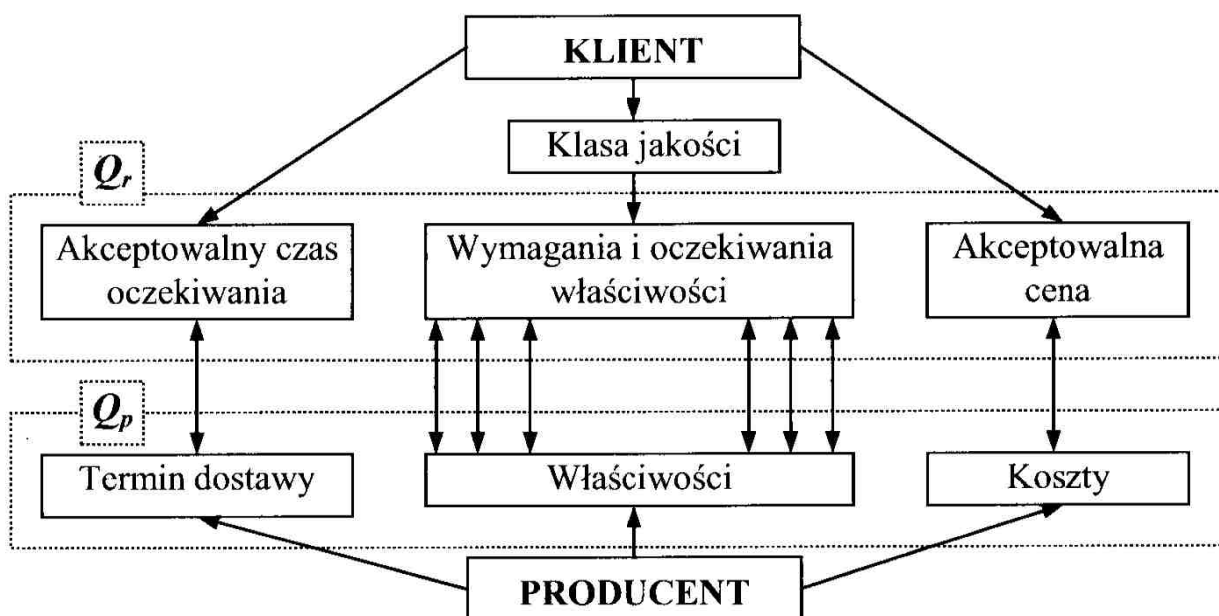 KLIENT
Klasa jakości
Qr
Akceptowalny czas
oczekiwania
Wymagania i oczekiwania
właściwości
Akceptowalna
cena
Qp
Termin dostawy
Właściwości
Koszty
PRODUCENT